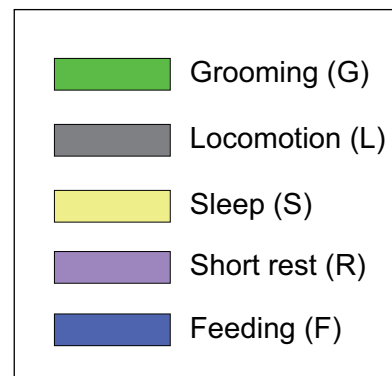 Grooming (G)
Locomotion (L)
Sleep (S)
Short rest (R)
Feeding (F)